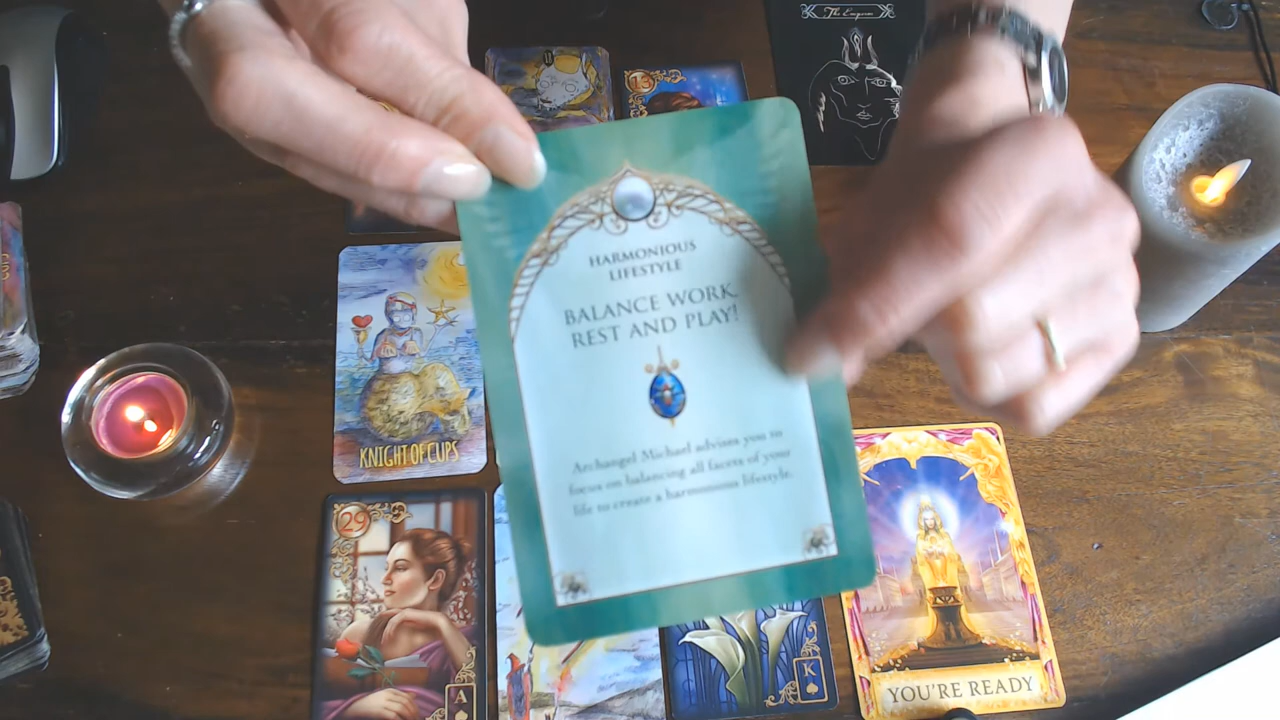 The Emperor
13
HARMONIOUS
LIFESTYLE
BALANCE WORK,
REST AND PLAY!
Archangel Michael advises you to
focus on balancing all facets of your
life to create a harmonious lifestyle.
KNIGHT OF CUPS
29
A
K
YOU'RE READY